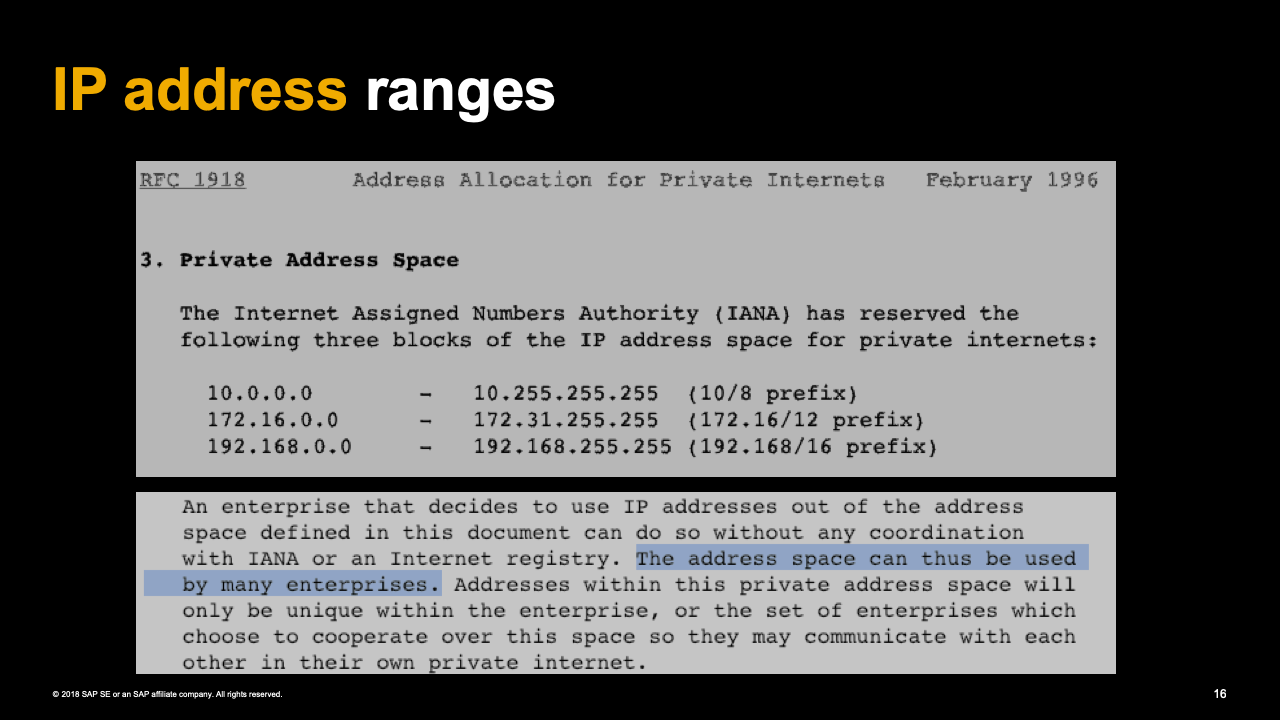 IP address ranges
RFC 1918 Address Allocation for Private Internets February 1996
3. Private Address Space
The Internet Assigned Numbers Authority (IANA) has reserved the
following three blocks of the IP address space for private internets:
10.0.0.0 - 10.255.255.255 (10/8 prefix)
172.16.0.0 - 172.31.255.255 (172.16/12 prefix)
192.168.0.0 - 192.168.255.255 (192.168/16 prefix)
An enterprise that decides to use IP addresses out of the address
space defined in this document can do so without any coordination
with IANA or an Internet registry. The address space can thus be used
by many enterprises. Addresses within this private address space will
only be unique within the enterprise, or the set of enterprises which
choose to cooperate over this space so they may communicate with each
other in their own private internet.
© 2018 SAP SE or an SAP affiliate company. All rights reserved.
16